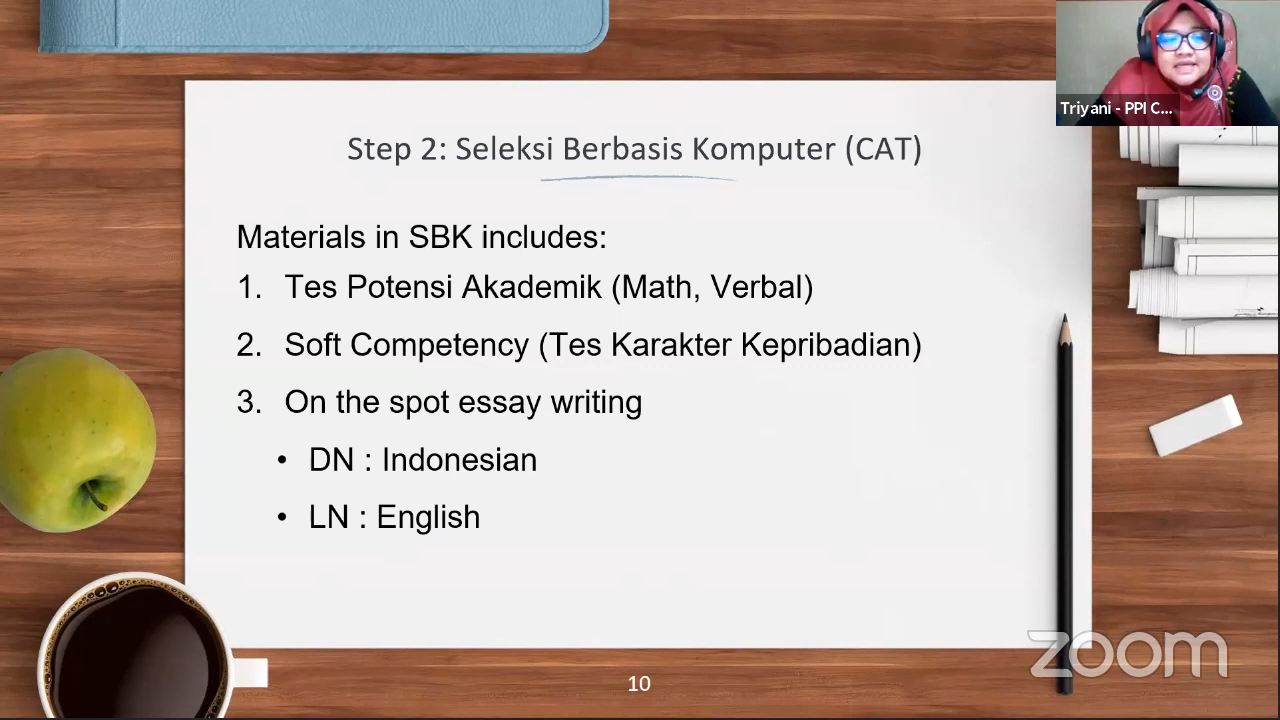 Triyani - PPI C...
Step 2: Seleksi Berbasis Komputer (CAT)
Materials in SBK includes:
1. Tes Potensi Akademik (Math, Verbal)
2. Soft Competency (Tes Karakter Kepribadian)
3. On the spot essay writing
• DN : Indonesian
• LN : English
zoom
10